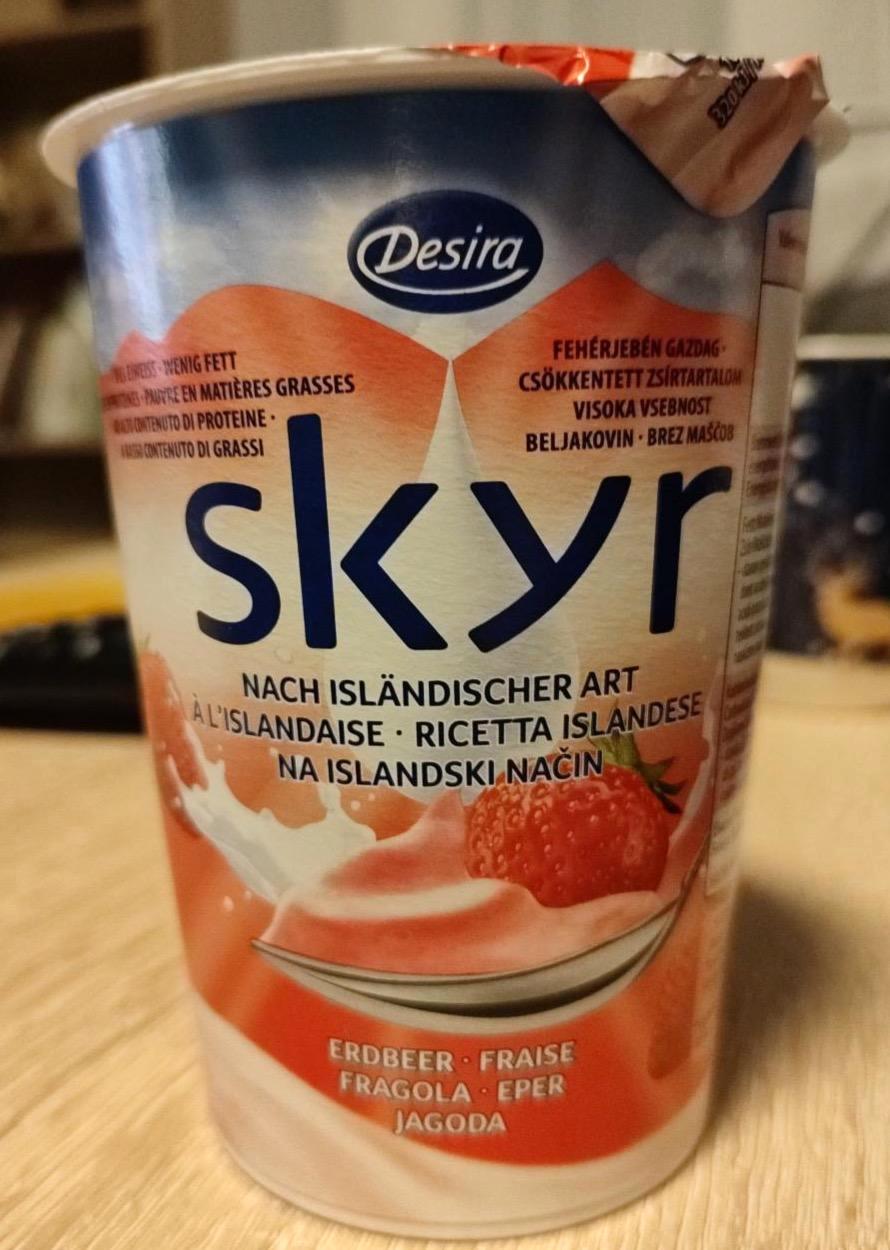 Desira
WENIG FETT
PAUVRE EN MATIÈRES GRASSES
CONTENUTO DI PROTEINE ·
CONTENUTO DI GRASSI
FEHÉRJEBÉN GAZDAG ·
CSÖKKENTETT ZSÍRTARTALOM
VISOKA VSEBNOST
BELJAKOVIN · BREZ MAŠČOB
skyr
NACH ISLÄNDISCHER ART
À L'ISLANDAISE · RICETTA ISLANDESE
NA ISLANDSKI NAČIN
ERDBEER · FRAISE
FRAGOLA · EPER
JAGODA